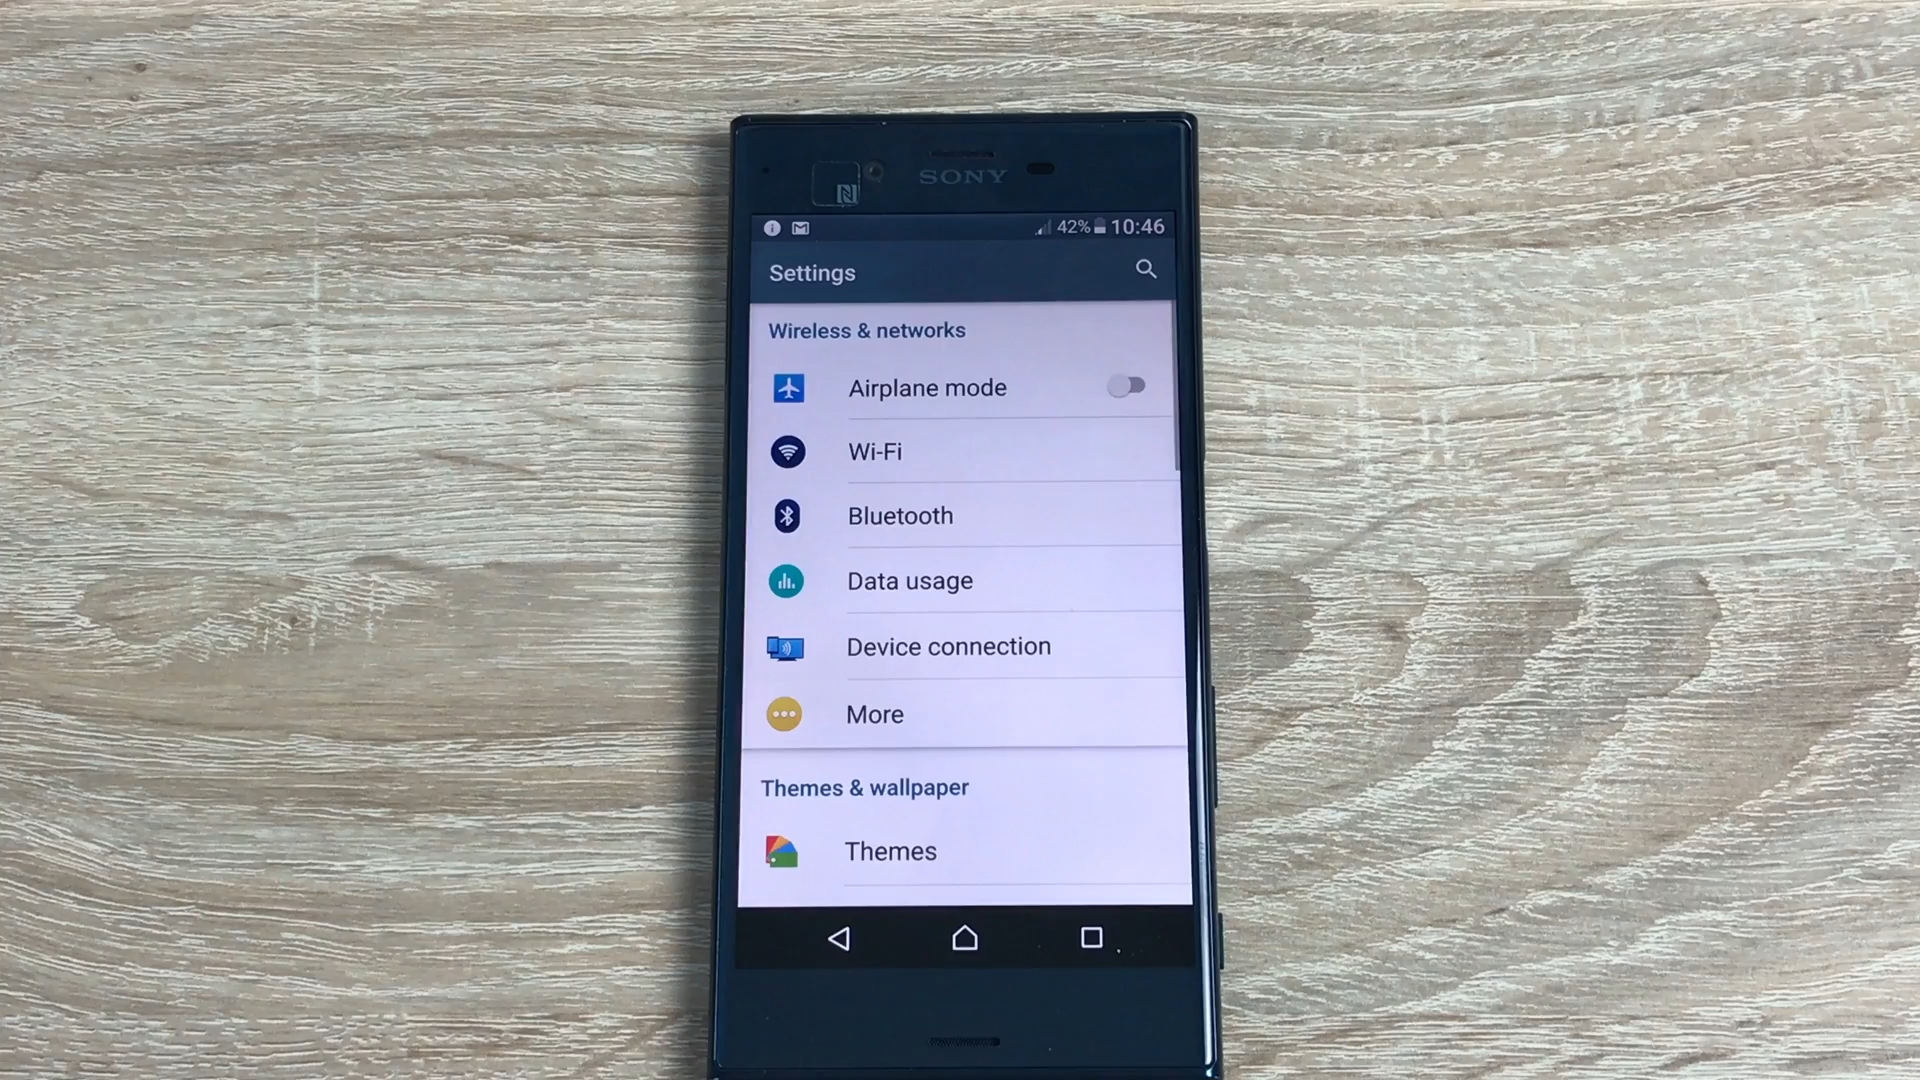 SONY
42% 10:46
Settings
Wireless & networks
Airplane mode
Wi-Fi
Bluetooth
Data usage
Device connection
More
Themes & wallpaper
Themes